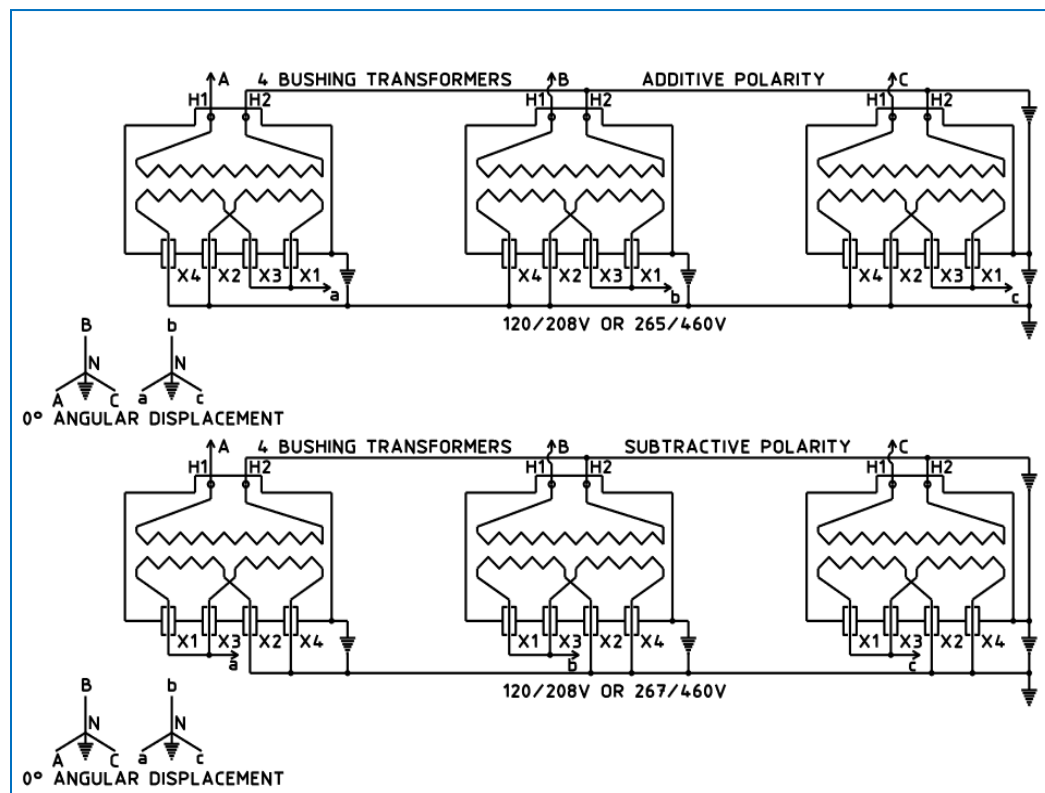 A 4 BUSHING TRANSFORMERS B ADDITIVE POLARITY C
H1 H2 H1 H2 H1 H2
X4 X2 X3 X1 X4 X2 X3 X1 X4 X2 X3 X1
a b c
120/208V OR 265/460V
B b
N N
A C a c
0° ANGULAR DISPLACEMENT
A 4 BUSHING TRANSFORMERS B SUBTRACTIVE POLARITY C
H1 H2 H1 H2 H1 H2
X1 X3 X2 X4 X1 X3 X2 X4 X1 X3 X2 X4
a b c
120/208V OR 267/460V
B b
N N
A C a c
0° ANGULAR DISPLACEMENT